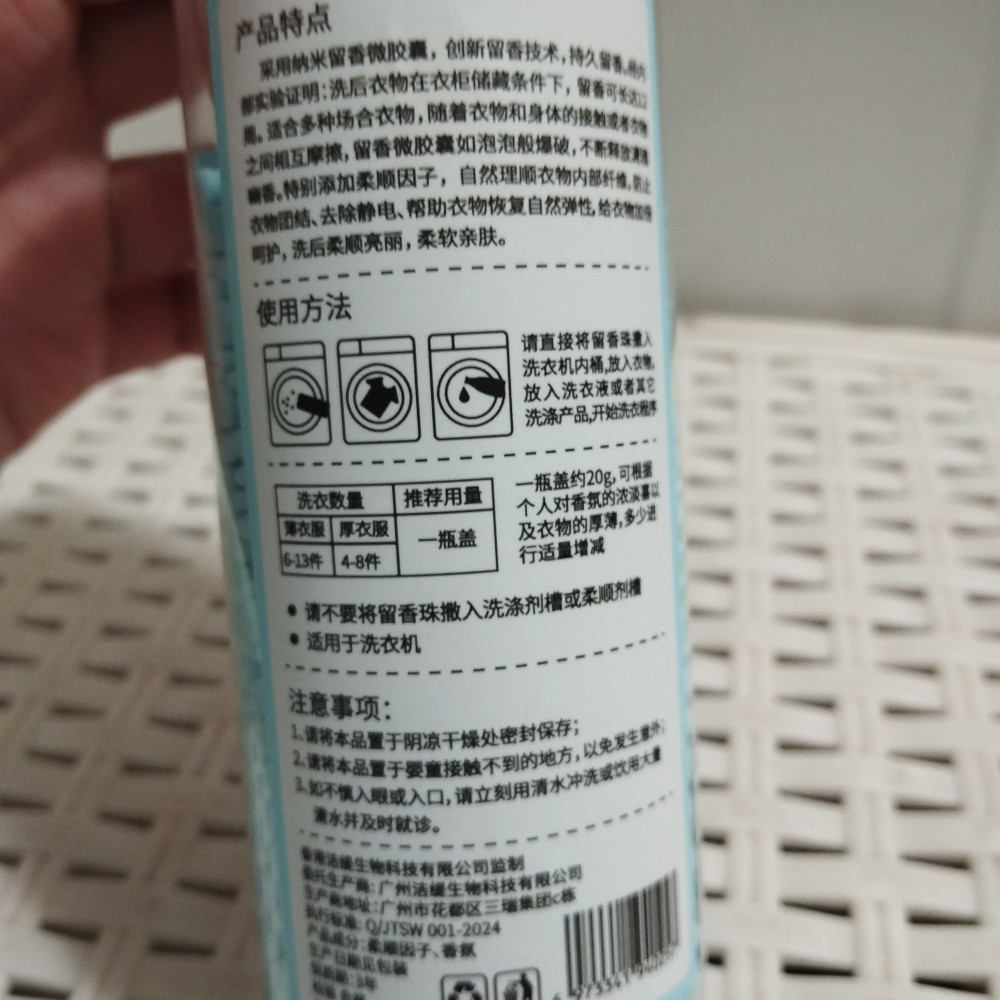 产品特点
采用纳米留香微胶囊，创新留香技术，持久留香。经内
部实验证明：洗后衣物在衣柜储藏条件下，留香可长达12
周。适合多种场合衣物，随着衣物和身体的接触或者衣物
之间相互摩擦，留香微胶囊如泡泡般爆破，不断释放清雅
幽香。特别添加柔顺因子，自然理顺衣物内部纤维，防止
衣物团结、去除静电、帮助衣物恢复自然弹性，给衣物加倍
呵护，洗后柔顺亮丽，柔软亲肤。
使用方法
请直接将留香珠撒入
洗衣机内桶，放入衣物，
放入洗衣液或者其它
洗涤产品，开始洗衣程序
洗衣数量 推荐用量
薄衣服 厚衣服 一瓶盖
6-13件 4-8件
一瓶盖约20g，可根据
个人对香氛的浓淡喜以
及衣物的厚薄，多少进
行适量增减
• 请不要将留香珠撒入洗涤剂槽或柔顺剂槽
• 适用于洗衣机
注意事项：
1、请将本品置于阴凉干燥处密封保存；
2、请将本品置于婴童接触不到的地方，以免发生意外；
3、如不慎入眼或入口，请立刻用清水冲洗或饮用大量
清水并及时就诊。
香港洁缇生物科技有限公司监制
委托生产商：广州洁缇生物科技有限公司
生产商地址：广州市花都区三瑞集团c栋
执行标准：Q/JTSW 001-2024
产品成分：柔顺因子、香氛
生产日期见包装
保质期：3年